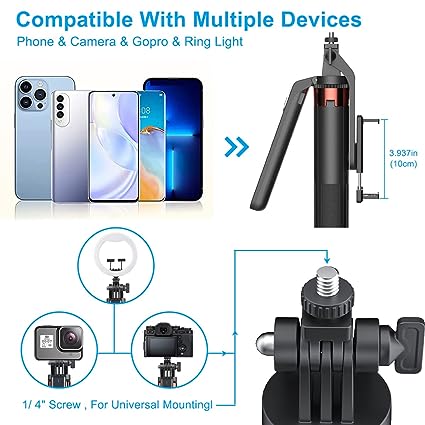 Compatible With Multiple Devices
Phone & Camera & Gopro & Ring Light
3.937in
(10cm)
1/ 4" Screw , For Universal Mounting!